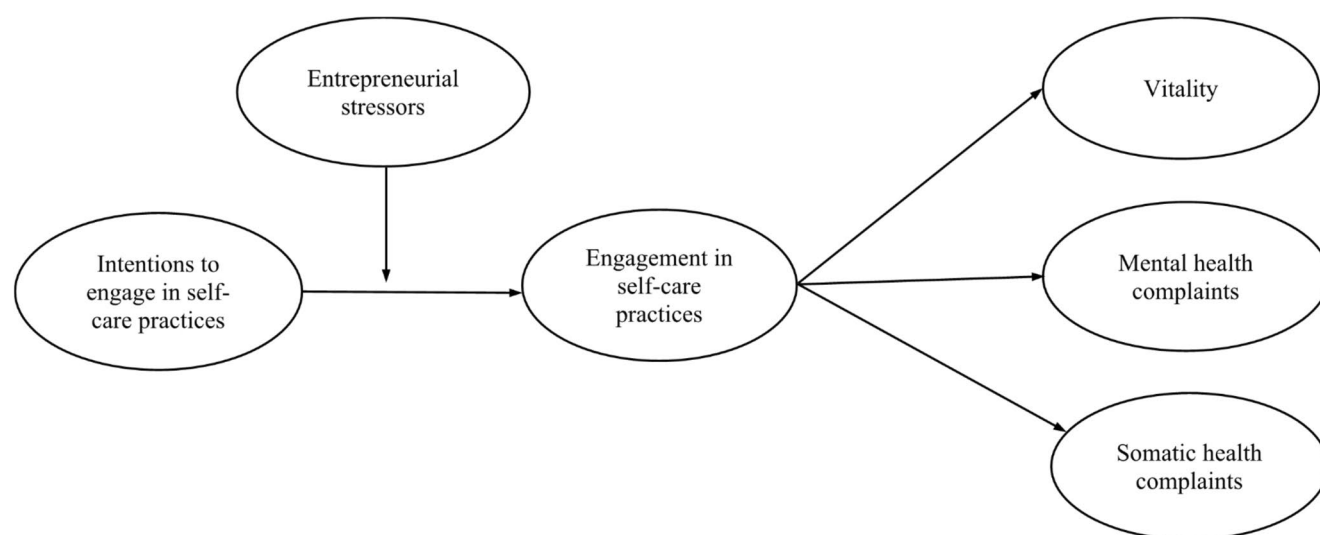 Entrepreneurial
stressors
Vitality
Intentions to
engage in self-
care practices
Engagement in
self-care
practices
Mental health
complaints
Somatic health
complaints